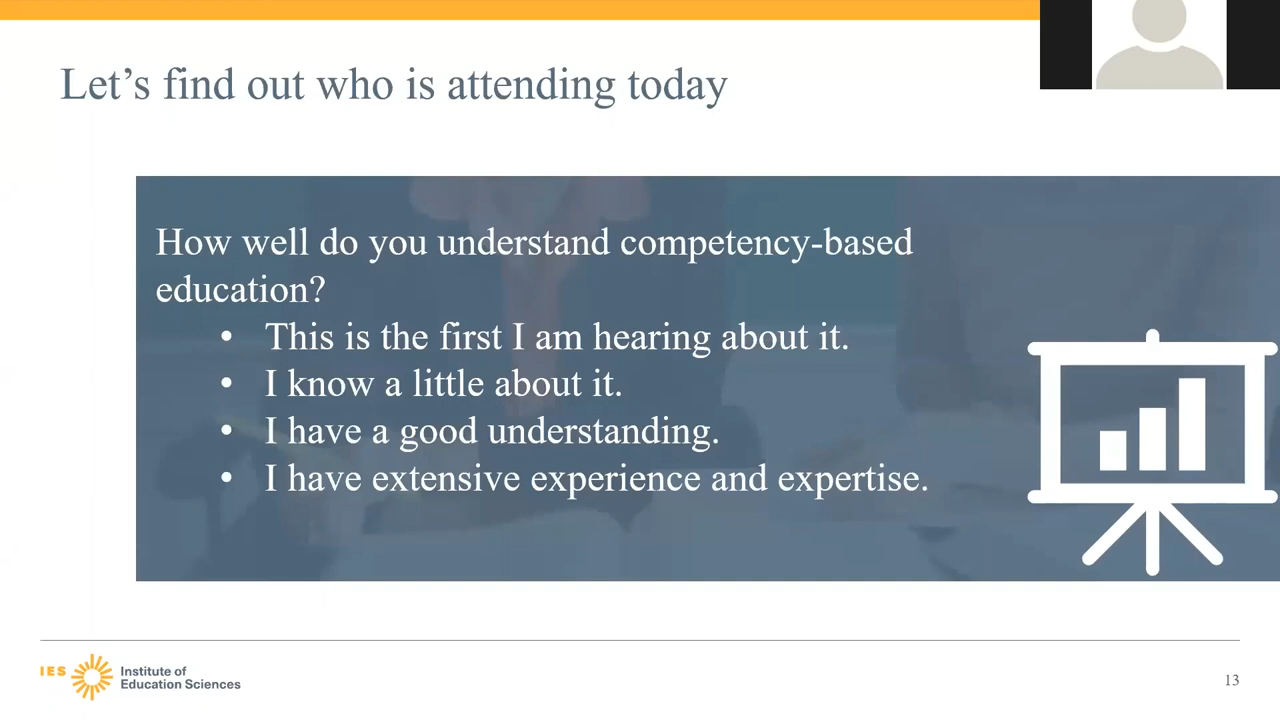 Let’s find out who is attending today
How well do you understand competency-based
education?
• This is the first I am hearing about it.
• I know a little about it.
• I have a good understanding.
• I have extensive experience and expertise.
IES
Institute of
Education Sciences
13